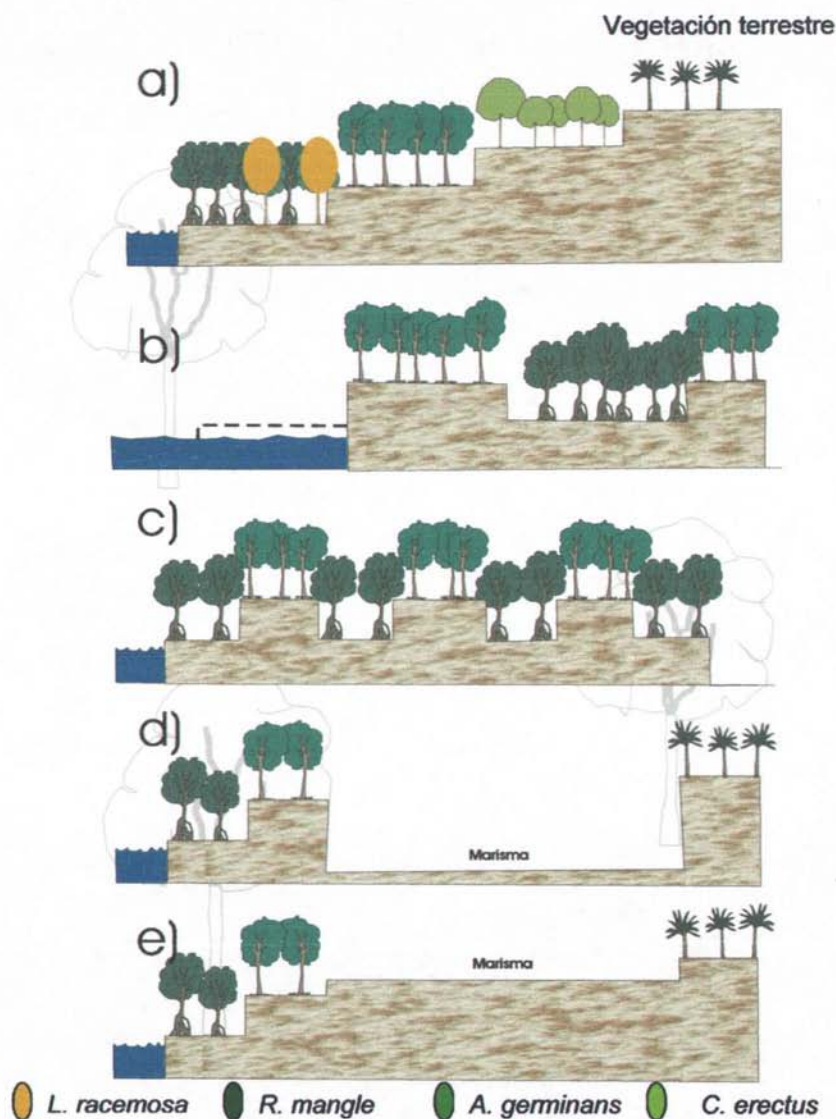 Vegetación terrestre
a)
b)
c)
d)
Marisma
e)
Marisma
L. racemosa R. mangle A. germinans C. erectus